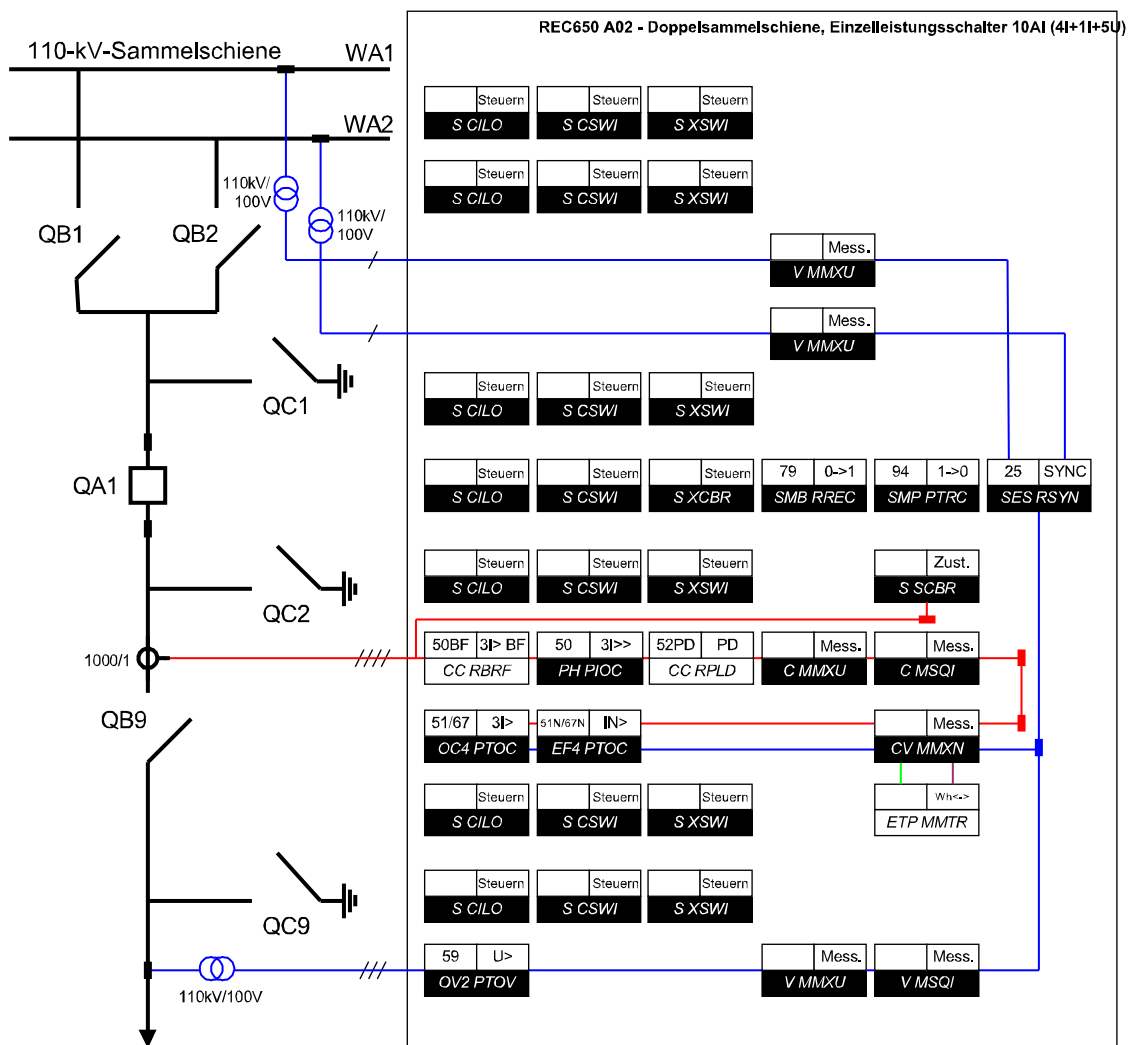 REC650 A02 - Doppelsammelschiene, Einzelleistungsschalter 10AI (4I+1I+5U)
110-kV-Sammelschiene WA1
Steuern Steuern Steuern
S CILO S CSWI S XSWI
WA2
Steuern Steuern Steuern
S CILO S CSWI S XSWI
110kV/
100V
110kV/
100V
QB1 QB2
Mess.
V MMXU
Mess.
V MMXU
Steuern Steuern Steuern
S CILO S CSWI S XSWI
QC1
QA1
Steuern Steuern Steuern 79 0->1 94 1->0 25 SYNC
S CILO S CSWI S XCBR SMB RREC SMP PTRC SES RSYN
Steuern Steuern Steuern Zust.
S CILO S CSWI S XSWI S SCBR
QC2
1000/1
50BF 3I> BF 50 3I>> 52PD PD Mess. Mess.
CC RBRF PH PIOC CC RPLD C MMXU C MSQI
QB9
51/67 3I> 51N/67N IN> Mess.
OC4 PTOC EF4 PTOC CV MMXN
Steuern Steuern Steuern Wh<->
S CILO S CSWI S XSWI ETP MMTR
Steuern Steuern Steuern
S CILO S CSWI S XSWI
QC9
59 U> Mess. Mess.
OV2 PTOV V MMXU V MSQI
110kV/100V